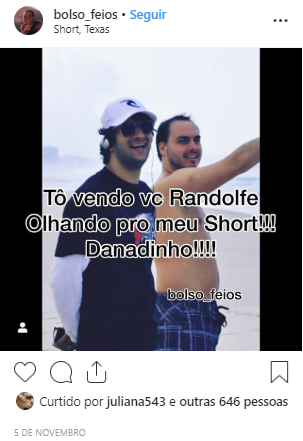 bolso_feios • Seguir
Short, Texas
Tô vendo vc Randolfe
Olhando pro meu Short!!!
Danadinho!!!!
bolso_feios
Curtido por juliana543 e outras 646 pessoas
5 DE NOVEMBRO